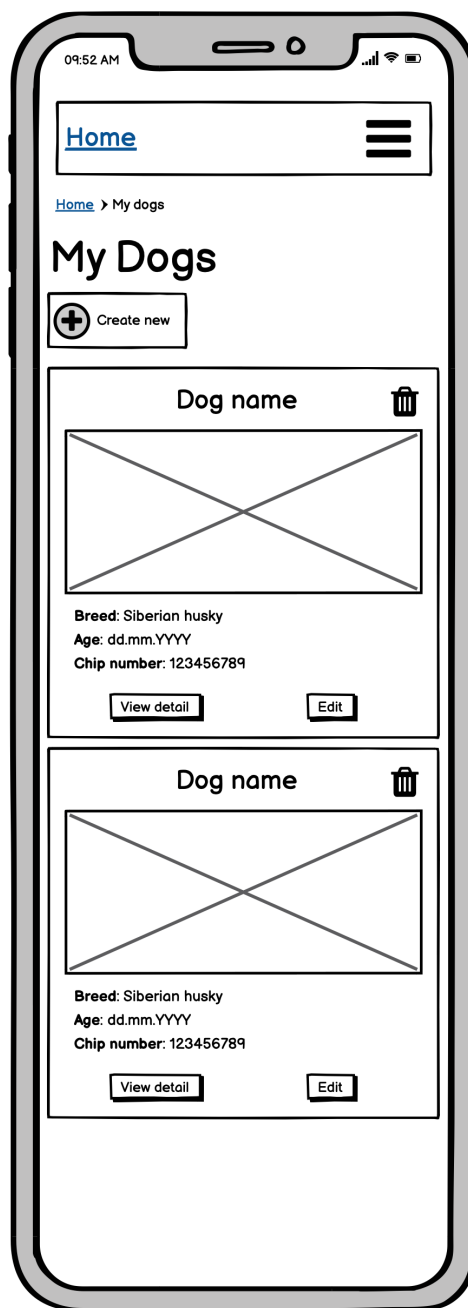 09:52 AM
Home
Home > My dogs
My Dogs
Create new
Dog name
Breed: Siberian husky
Age: dd.mm.YYYY
Chip number: 123456789
View detail Edit
Dog name
Breed: Siberian husky
Age: dd.mm.YYYY
Chip number: 123456789
View detail Edit